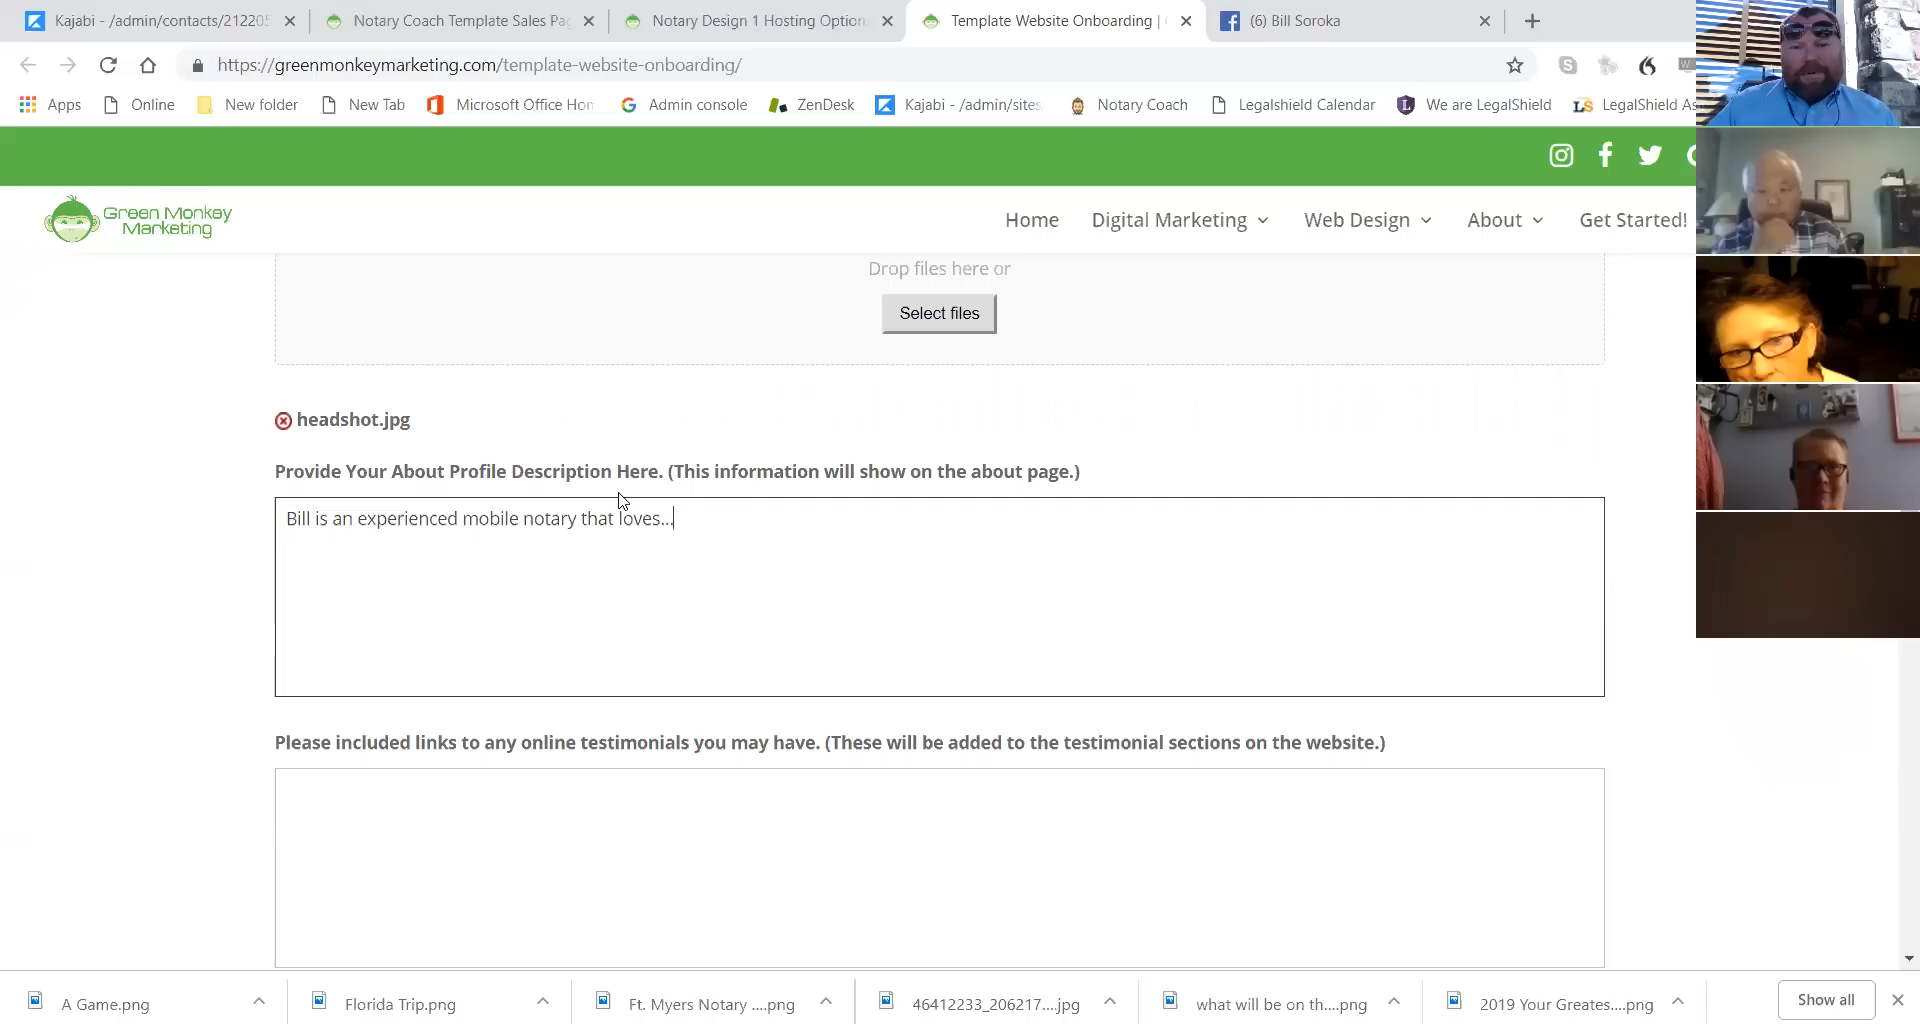 Kajabi - /admin/contacts/212205
Notary Coach Template Sales Pag
Notary Design 1 Hosting Option
Template Website Onboarding |
(6) Bill Soroka
https://greenmonkeymarketing.com/template-website-onboarding/
Apps
Online
New folder
New Tab
Microsoft Office Hom
Admin console
ZenDesk
Kajabi - /admin/sites
Notary Coach
Legalshield Calendar
We are LegalShield
LegalShield As
Green Monkey
Marketing
Home
Digital Marketing
Web Design
About
Get Started!
Drop files here or
Select files
headshot.jpg
Provide Your About Profile Description Here. (This information will show on the about page.)
Bill is an experienced mobile notary that loves...
Please included links to any online testimonials you may have. (These will be added to the testimonial sections on the website.)
A Game.png
Florida Trip.png
Ft. Myers Notary ....png
46412233_206217....jpg
what will be on th....png
2019 Your Greates....png
Show all